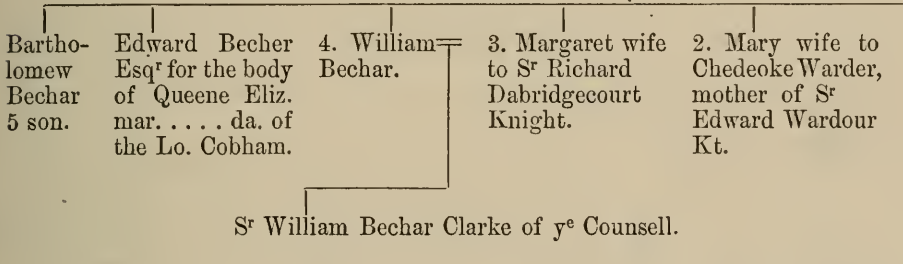 Bartho-
lomew
Bechar
5 son.
Edward Becher
Esqr for the body
of Queene Eliz.
mar. . . . . da. of
the Lo. Cobham.
4. William
Bechar.
3. Margaret wife
to Sr Richard
Dabridgecourt
Knight.
2. Mary wife to
Chedeoke Warder,
mother of Sr
Edward Wardour
Kt.
Sr William Bechar Clarke of ye Counsell.